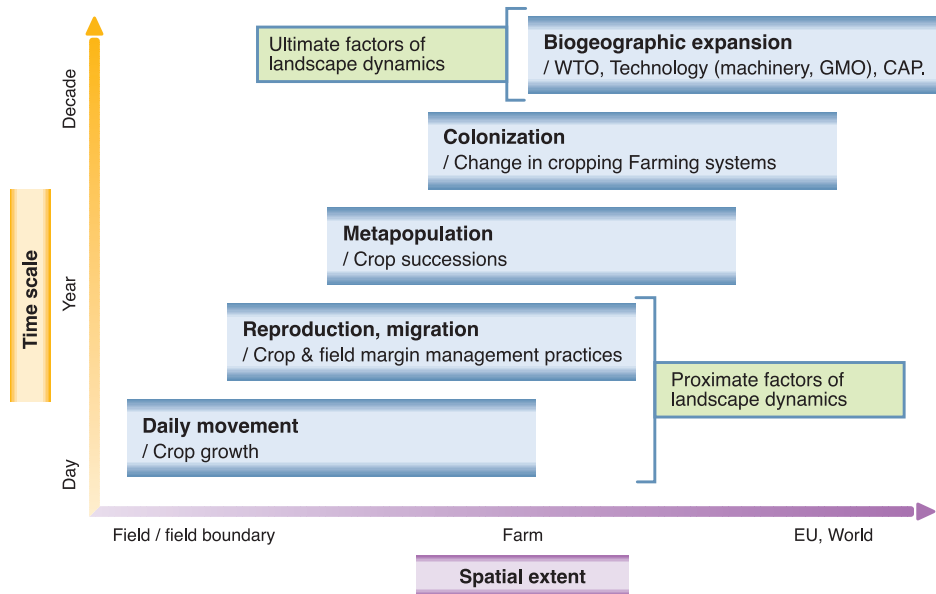 Ultimate factors of
landscape dynamics
Biogeographic expansion
/ WTO, Technology (machinery, GMO), CAP.
Colonization
/ Change in cropping Farming systems
Metapopulation
/ Crop successions
Reproduction, migration
/ Crop & field margin management practices
Proximate factors of
landscape dynamics
Daily movement
/ Crop growth
Time scale
Decade
Year
Day
Field / field boundary
Farm
EU, World
Spatial extent